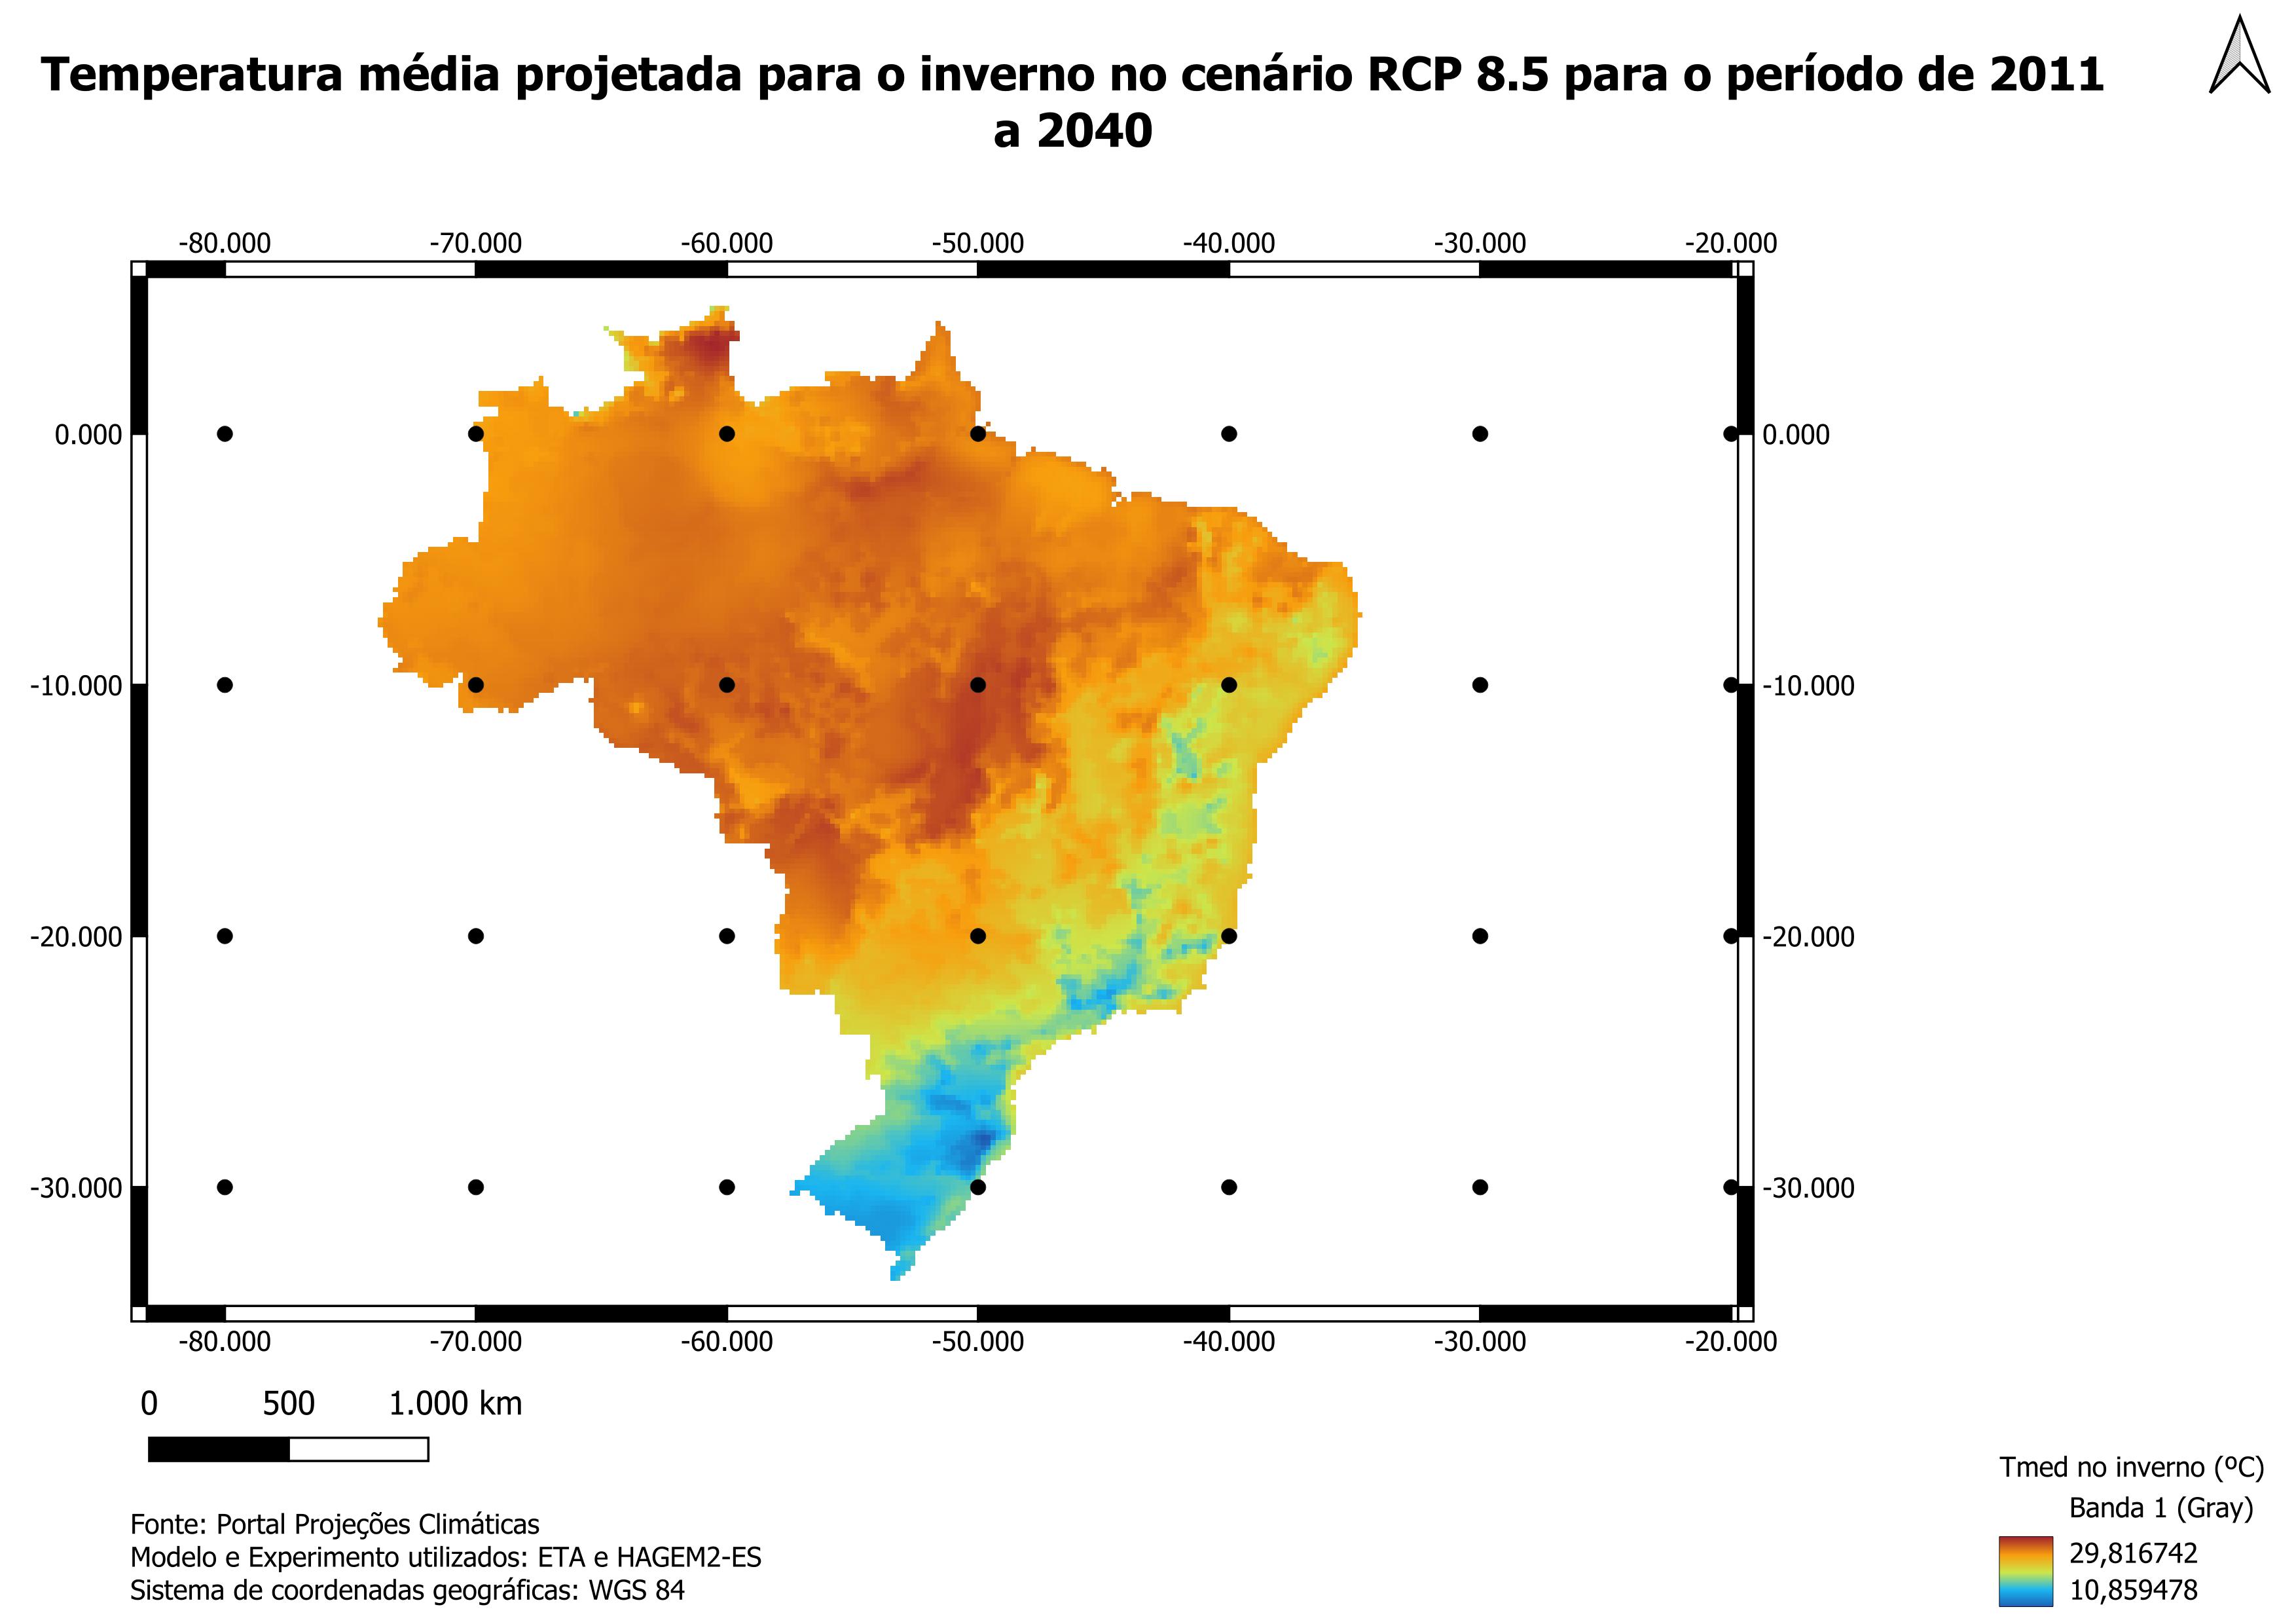 Temperatura média projetada para o inverno no cenário RCP 8.5 para o período de 2011
a 2040
-80.000 -70.000 -60.000 -50.000 -40.000 -30.000 -20.000
0.000 0.000
-10.000 -10.000
-20.000 -20.000
-30.000 -30.000
-80.000 -70.000 -60.000 -50.000 -40.000 -30.000 -20.000
0 500 1.000 km
Fonte: Portal Projeções Climáticas
Modelo e Experimento utilizados: ETA e HAGEM2-ES
Sistema de coordenadas geográficas: WGS 84
Tmed no inverno (ºC)
Banda 1 (Gray)
29,816742
10,859478